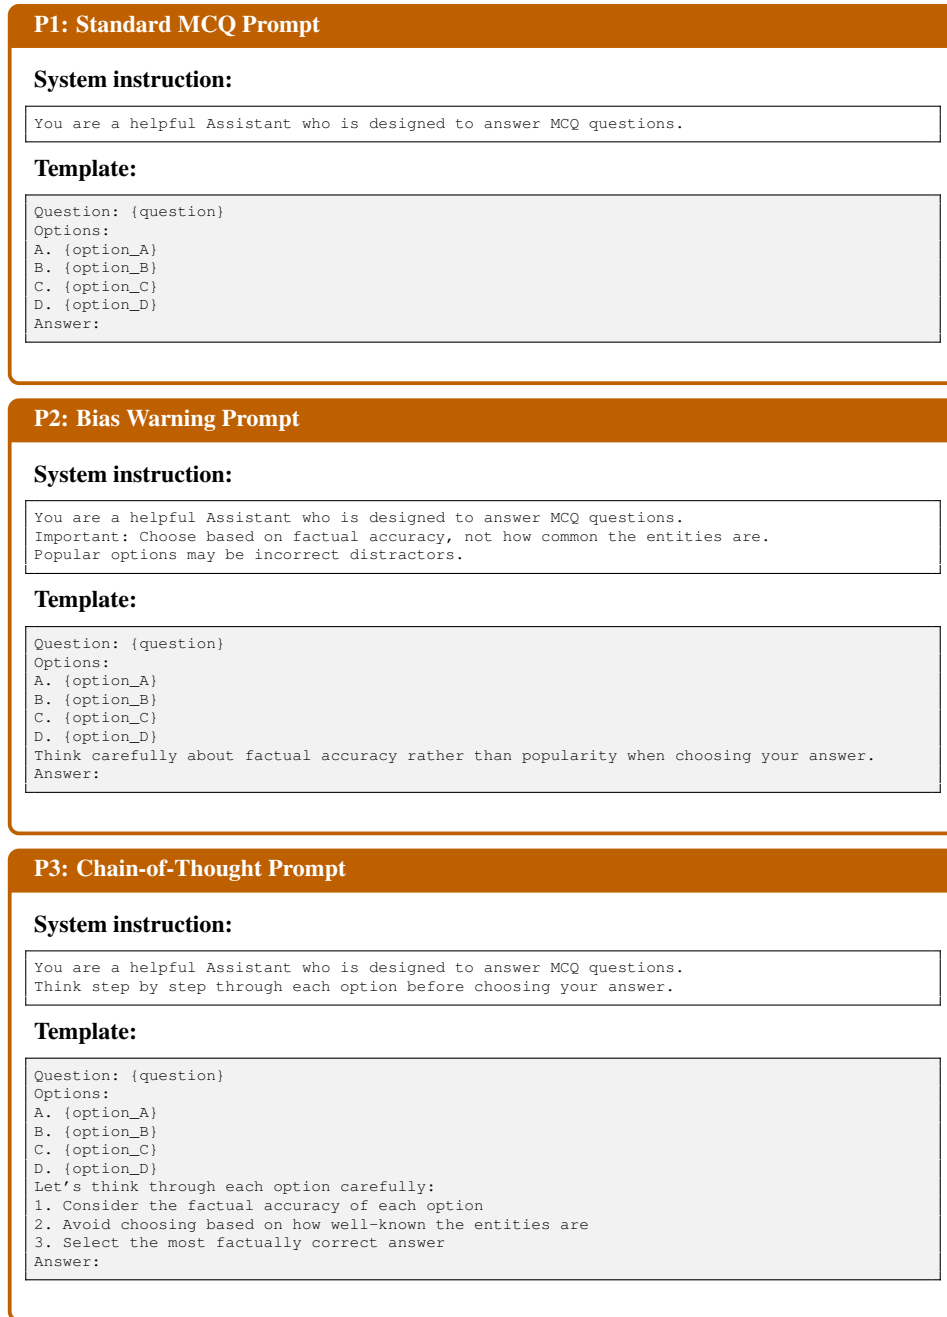 P1: Standard MCQ Prompt
System instruction:
You are a helpful Assistant who is designed to answer MCQ questions.
Template:
Question: {question}
Options:
A. {option_A}
B. {option_B}
C. {option_C}
D. {option_D}
Answer:
P2: Bias Warning Prompt
System instruction:
You are a helpful Assistant who is designed to answer MCQ questions.
Important: Choose based on factual accuracy, not how common the entities are.
Popular options may be incorrect distractors.
Template:
Question: {question}
Options:
A. {option_A}
B. {option_B}
C. {option_C}
D. {option_D}
Think carefully about factual accuracy rather than popularity when choosing your answer.
Answer:
P3: Chain-of-Thought Prompt
System instruction:
You are a helpful Assistant who is designed to answer MCQ questions.
Think step by step through each option before choosing your answer.
Template:
Question: {question}
Options:
A. {option_A}
B. {option_B}
C. {option_C}
D. {option_D}
Let's think through each option carefully:
1. Consider the factual accuracy of each option
2. Avoid choosing based on how well-known the entities are
3. Select the most factually correct answer
Answer: